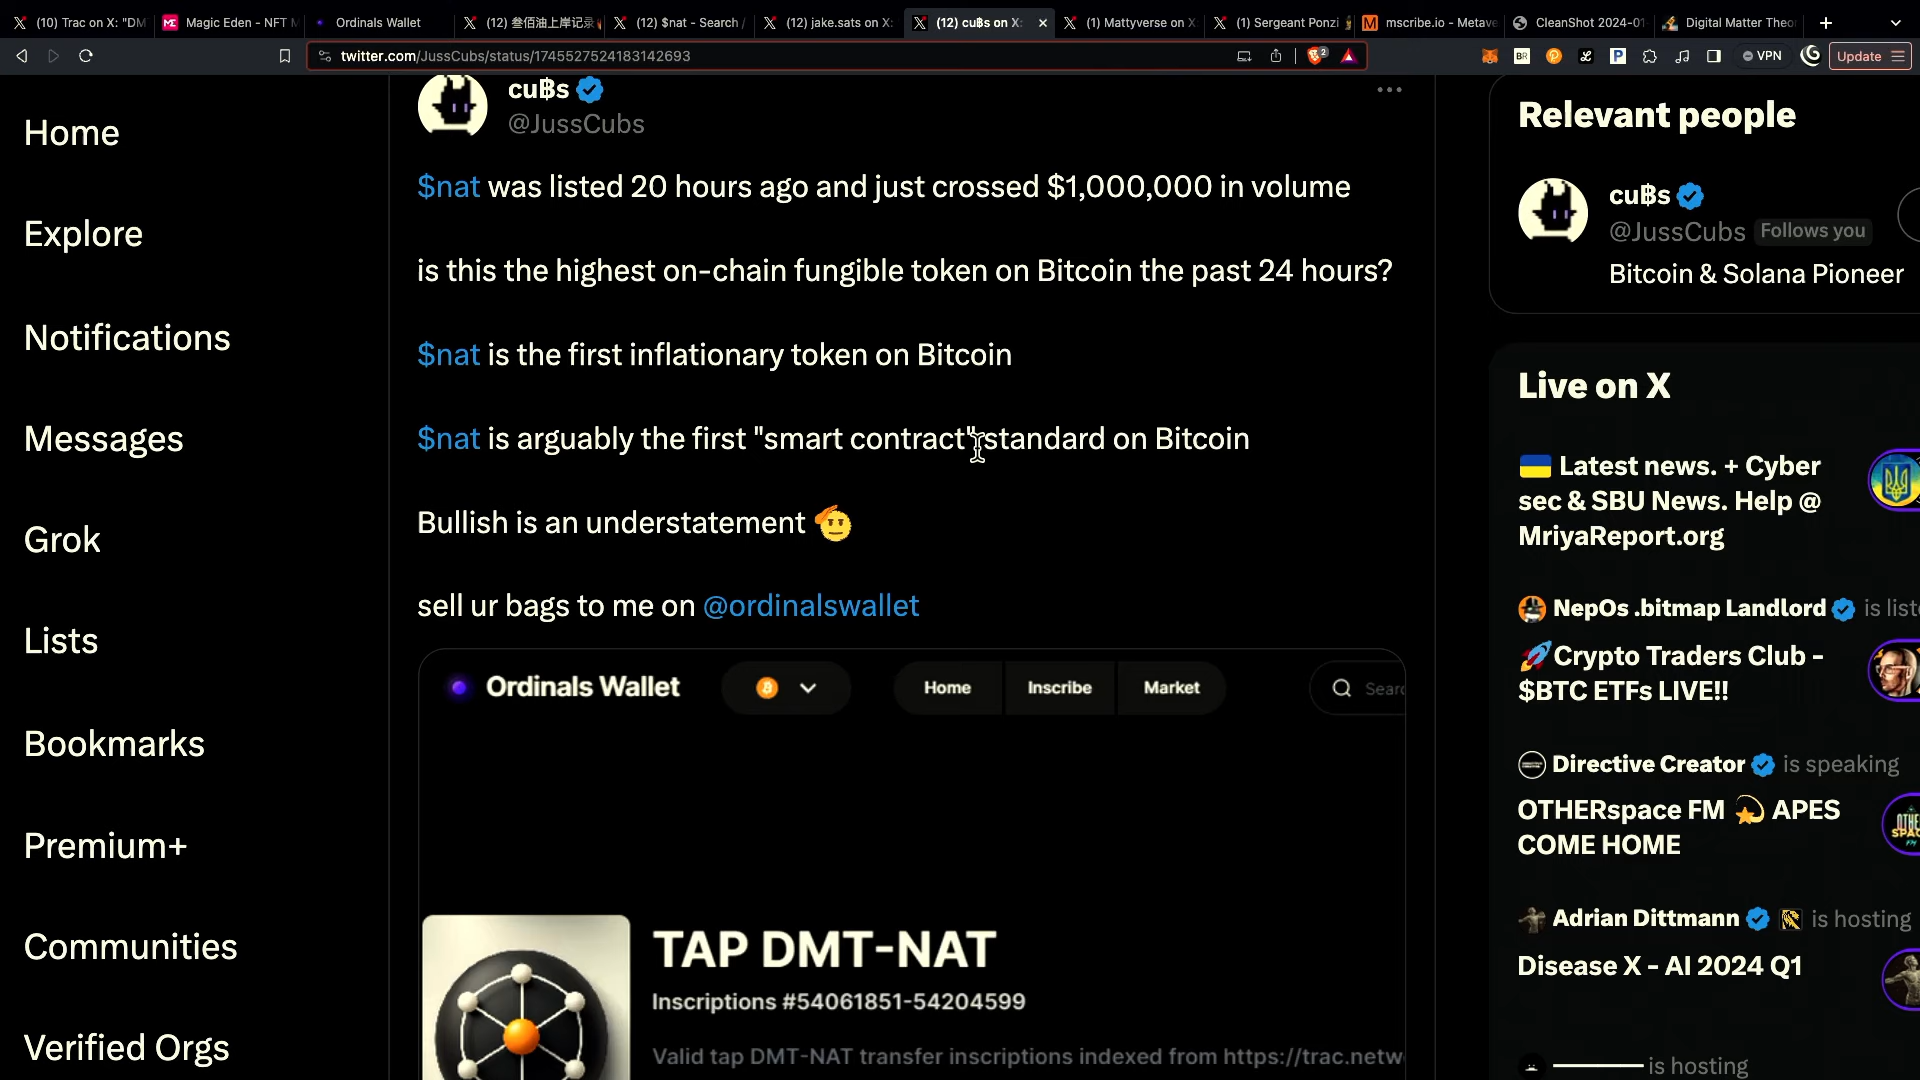 (10) Trac on X: "DM
Magic Eden - NFT M
Ordinals Wallet
(12) 叁佰油上岸记录
(12) $nat - Search /
(12) jake.sats on X:
(12) cu฿s on X:
(1) Mattyverse on X
(1) Sergeant Ponzi
mscribe.io - Metave
CleanShot 2024-01
Digital Matter Theo
twitter.com/JussCubs/status/1745527524183142693
2
BR
VPN
Update
Home
Explore
Notifications
Messages
Grok
Lists
Bookmarks
Premium+
Communities
Verified Orgs
cu฿s
@JussCubs
$nat was listed 20 hours ago and just crossed $1,000,000 in volume
is this the highest on-chain fungible token on Bitcoin the past 24 hours?
$nat is the first inflationary token on Bitcoin
$nat is arguably the first "smart contract" standard on Bitcoin
Bullish is an understatement 🫡
sell ur bags to me on @ordinalswallet
Ordinals Wallet
Home Inscribe Market
Searc
TAP DMT-NAT
Inscriptions #54061851-54204599
Valid tap DMT-NAT transfer inscriptions indexed from https://trac.netw
Relevant people
cu฿s
@JussCubs Follows you
Bitcoin & Solana Pioneer
Live on X
🇺🇦 Latest news. + Cyber
sec & SBU News. Help @
MriyaReport.org
NepOs .bitmap Landlord is liste
🚀Crypto Traders Club -
$BTC ETFs LIVE!!
Directive Creator is speaking
OTHERspace FM 💫 APES
COME HOME
Adrian Dittmann is hosting
Disease X - AI 2024 Q1
is hosting